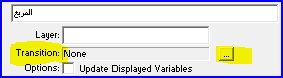 المربع
Layer:
Transition: None ...
Options: Update Displayed Variables